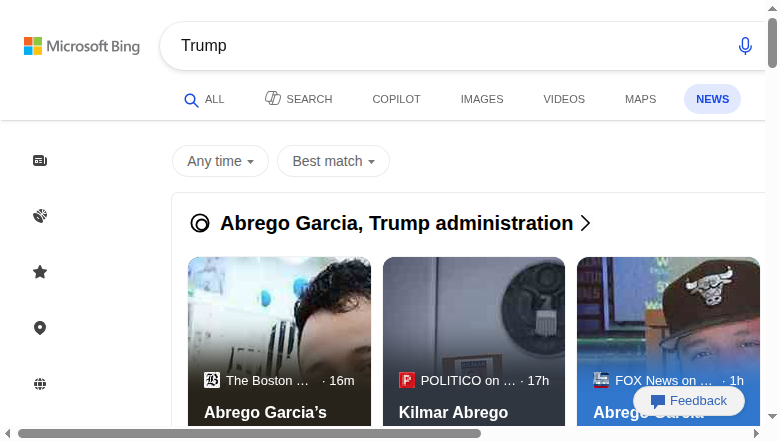 Microsoft Bing
Trump
ALL
SEARCH
COPILOT
IMAGES
VIDEOS
MAPS
NEWS
Any time
Best match
Abrego Garcia, Trump administration
The Boston ... · 16m
Abrego Garcia's
POLITICO on ... · 17h
Kilmar Abrego
FOX News on ... · 1h
Abrego Garcia
Feedback